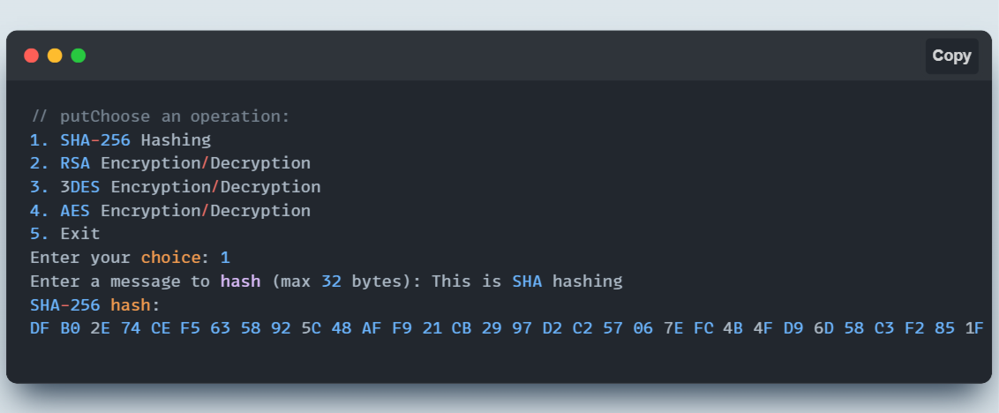 Copy
// putChoose an operation:
1. SHA-256 Hashing
2. RSA Encryption/Decryption
3. 3DES Encryption/Decryption
4. AES Encryption/Decryption
5. Exit
Enter your choice: 1
Enter a message to hash (max 32 bytes): This is SHA hashing
SHA-256 hash:
DF B0 2E 74 CE F5 63 58 92 5C 48 AF F9 21 CB 29 97 D2 C2 57 06 7E FC 4B 4F D9 6D 58 C3 F2 85 1F